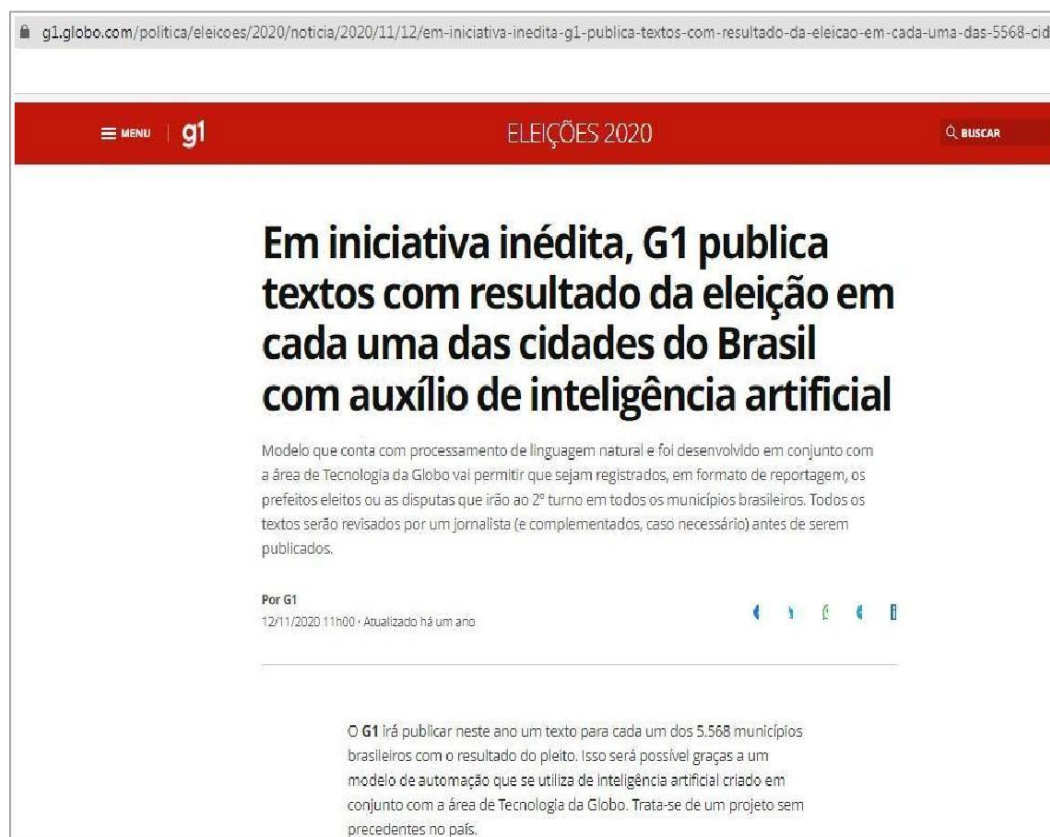 g1.globo.com/politica/eleicoes/2020/noticia/2020/11/12/em-iniciativa-inedita-g1-publica-textos-com-resultado-da-eleicao-em-cada-uma-das-5568-cid
MENU
g1
ELEIÇÕES 2020
BUSCAR
Em iniciativa inédita, G1 publica
textos com resultado da eleição em
cada uma das cidades do Brasil
com auxílio de inteligência artificial
Modelo que conta com processamento de linguagem natural e foi desenvolvido em conjunto com
a área de Tecnologia da Globo vai permitir que sejam registrados, em formato de reportagem, os
prefeitos eleitos ou as disputas que irão ao 2º turno em todos os municípios brasileiros. Todos os
textos serão revisados por um jornalista (e complementados, caso necessário) antes de serem
publicados.
Por G1
12/11/2020 11h00 · Atualizado há um ano
O G1 irá publicar neste ano um texto para cada um dos 5.568 municípios
brasileiros com o resultado do pleito. Isso será possível graças a um
modelo de automação que se utiliza de inteligência artificial criado em
conjunto com a área de Tecnologia da Globo. Trata-se de um projeto sem
precedentes no país.